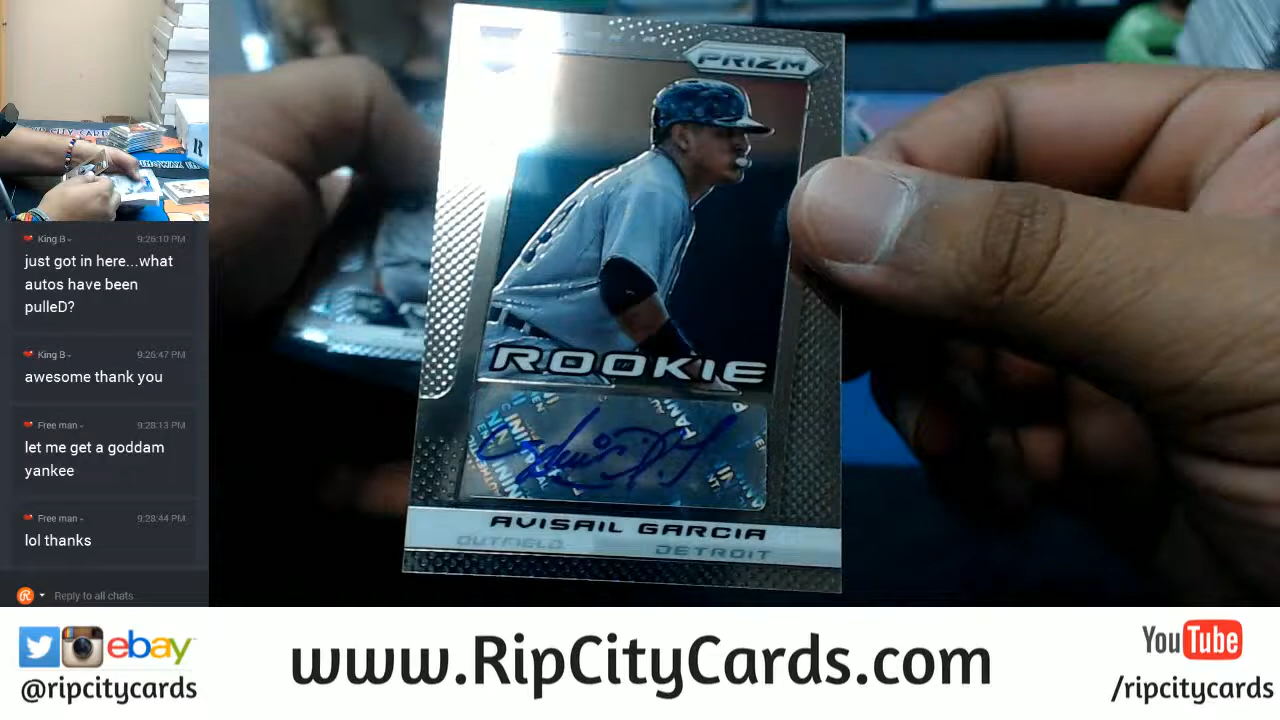 PRIZM
ROOKIE
AVISAIL GARCIA
OUTFIELD
DETROIT
King B
9:26:10 PM
just got in here...what
autos have been
pulleD?
King B
9:26:47 PM
awesome thank you
Free man
9:28:13 PM
let me get a goddam
yankee
Free man
9:28:44 PM
lol thanks
Reply to all chats
ebay
@ripcitycards
www.RipCityCards.com
YouTube
/ripcitycards